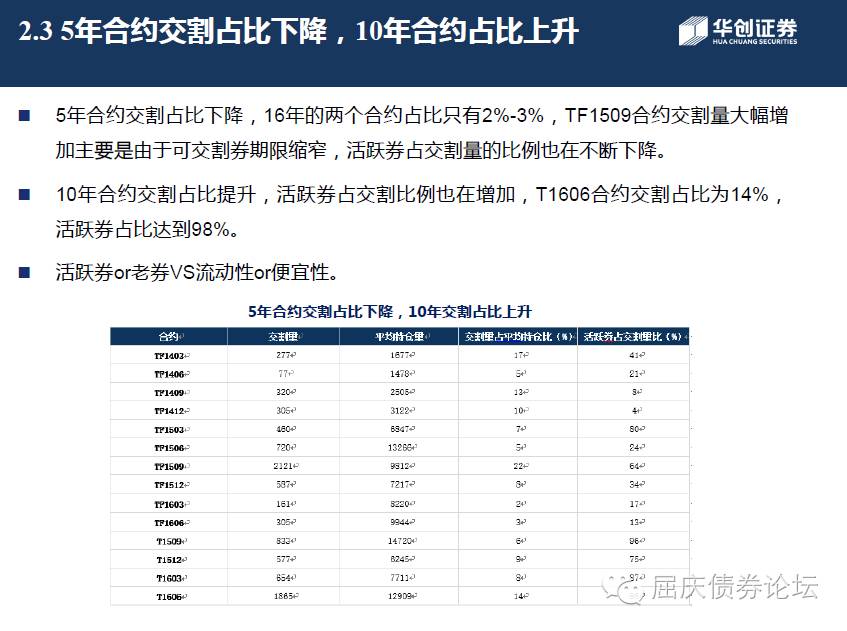 2.3 5年合约交割占比下降，10年合约占比上升
华创证券
HUA CHUANG SECURITIES
■ 5年合约交割占比下降，16年的两个合约占比只有2%-3%，TF1509合约交割量大幅增
加主要是由于可交割券期限缩窄，活跃券占交割量的比例也在不断下降。
■ 10年合约交割占比提升，活跃券占交割比例也在增加，T1606合约交割占比为14%，
活跃券占比达到98%。
■ 活跃券or老券VS流动性or便宜性。
5年合约交割占比下降，10年交割占比上升
合约 交割量 平均持仓量 交割量占平均持仓比（%） 活跃券占交割量比（%）
TF1403 277 1677 17 41
TF1406 77 1478 5 21
TF1409 320 2505 13 8
TF1412 305 3122 10 4
TF1503 460 6847 7 80
TF1506 720 13266 5 24
TF1509 2121 9812 22 64
TF1512 587 7217 8 34
TF1603 161 8220 2 17
TF1606 305 9944 3 13
T1509 833 14720 6 96
T1512 577 6245 9 75
T1603 654 7711 8 97
T1606 1865 12909 14
屈庆债券论坛